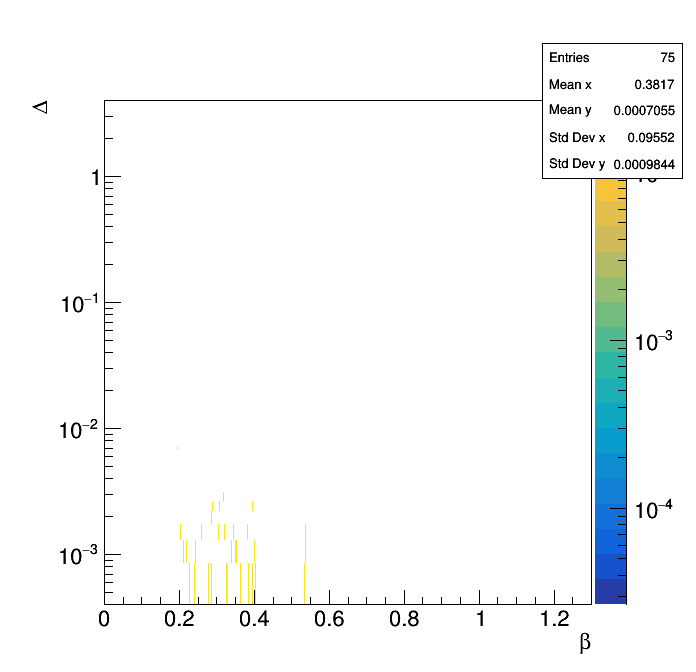 Entries 75
Mean x 0.3817
Mean y 0.0007055
Std Dev x 0.09552
Std Dev y 0.0009844
Δ
1
10⁻¹
10⁻²
10⁻³
10⁻³
10⁻⁴
0 0.2 0.4 0.6 0.8 1 1.2
β